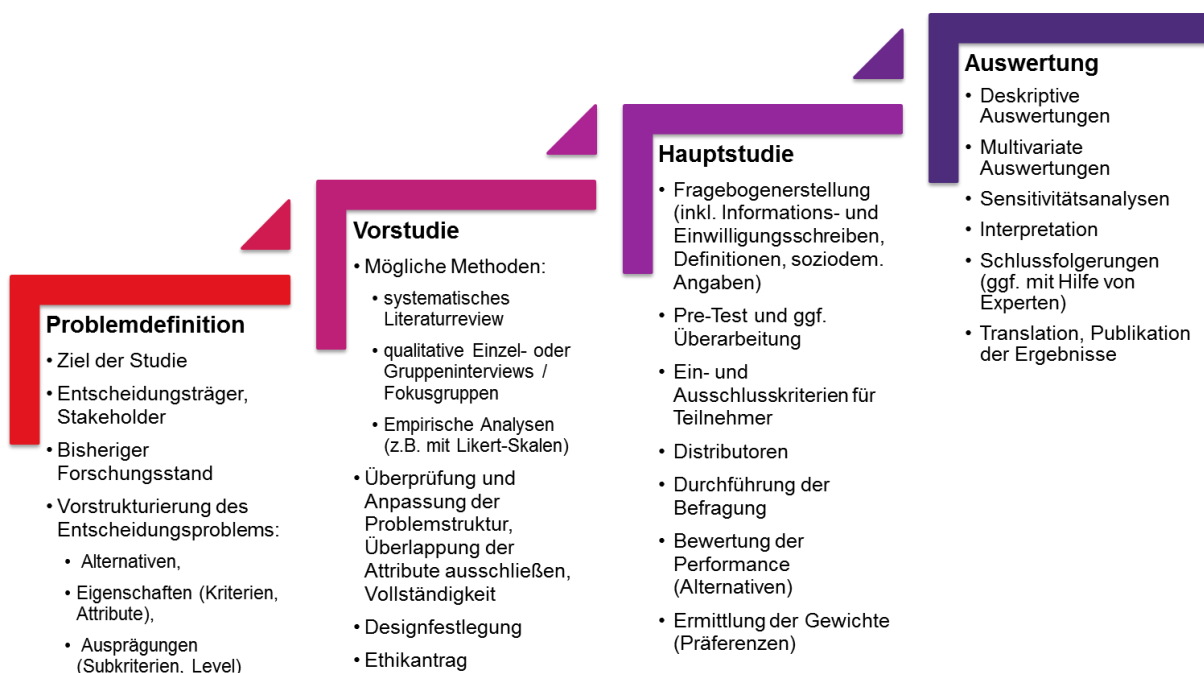 Problemdefinition
• Ziel der Studie
• Entscheidungsträger,
Stakeholder
• Bisheriger
Forschungsstand
• Vorstrukturierung des
Entscheidungsproblems:
• Alternativen,
• Eigenschaften (Kriterien,
Attribute),
• Ausprägungen
(Subkriterien, Level)
Vorstudie
• Mögliche Methoden:
• systematisches
Literaturreview
• qualitative Einzel- oder
Gruppeninterviews /
Fokusgruppen
• Empirische Analysen
(z.B. mit Likert-Skalen)
• Überprüfung und
Anpassung der
Problemstruktur,
Überlappung der
Attribute ausschließen,
Vollständigkeit
• Designfestlegung
• Ethikantrag
Hauptstudie
• Fragebogenerstellung
(inkl. Informations- und
Einwilligungsschreiben,
Definitionen, soziodem.
Angaben)
• Pre-Test und ggf.
Überarbeitung
• Ein- und
Ausschlusskriterien für
Teilnehmer
• Distributoren
• Durchführung der
Befragung
• Bewertung der
Performance
(Alternativen)
• Ermittlung der Gewichte
(Präferenzen)
Auswertung
• Deskriptive
Auswertungen
• Multivariate
Auswertungen
• Sensitivitätsanalysen
• Interpretation
• Schlussfolgerungen
(ggf. mit Hilfe von
Experten)
• Translation, Publikation
der Ergebnisse